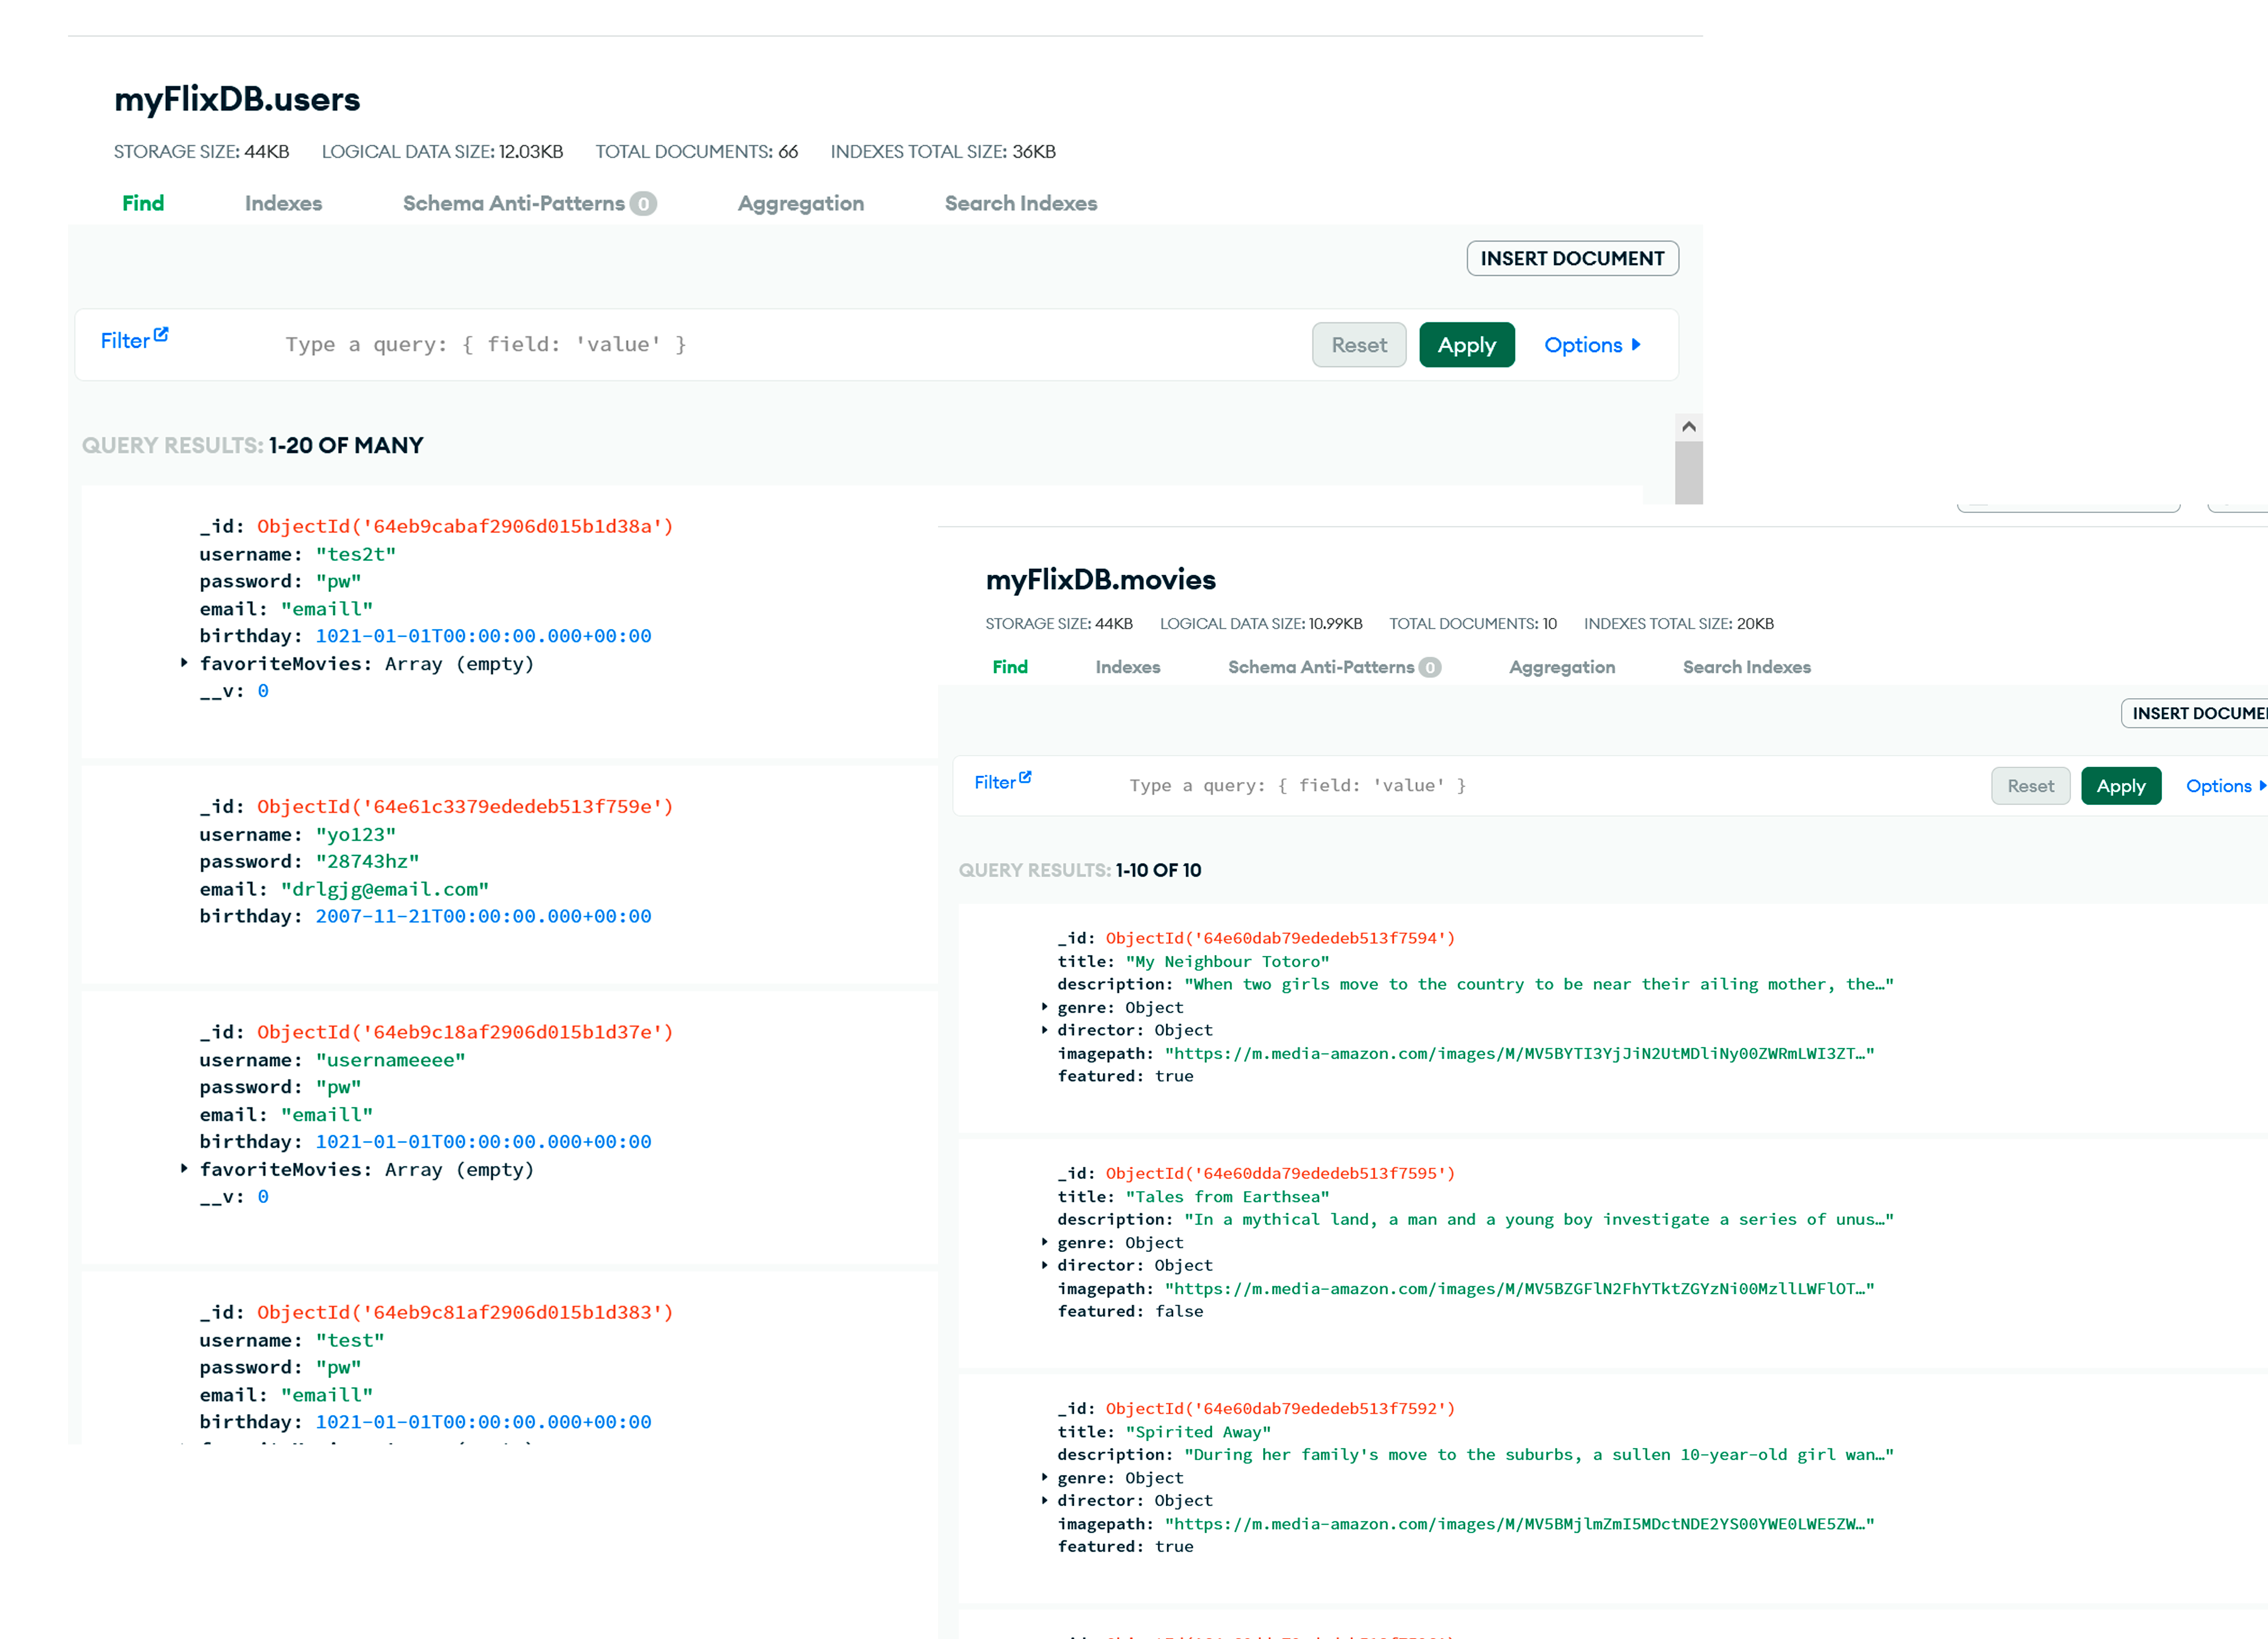 myFlixDB.users
STORAGE SIZE: 44KB LOGICAL DATA SIZE: 12.03KB TOTAL DOCUMENTS: 66 INDEXES TOTAL SIZE: 36KB
Find Indexes Schema Anti-Patterns 0 Aggregation Search Indexes
INSERT DOCUMENT
Filter Type a query: { field: 'value' } Reset Apply Options
QUERY RESULTS: 1-20 OF MANY
_id: ObjectId('64eb9cabaf2906d015b1d38a')
username: "tes2t"
password: "pw"
email: "emaill"
birthday: 1021-01-01T00:00:00.000+00:00
favoriteMovies: Array (empty)
__v: 0
_id: ObjectId('64e61c3379ededeb513f759e')
username: "yo123"
password: "28743hz"
email: "drlgjg@email.com"
birthday: 2007-11-21T00:00:00.000+00:00
_id: ObjectId('64eb9c18af2906d015b1d37e')
username: "usernameeee"
password: "pw"
email: "emaill"
birthday: 1021-01-01T00:00:00.000+00:00
favoriteMovies: Array (empty)
__v: 0
_id: ObjectId('64eb9c81af2906d015b1d383')
username: "test"
password: "pw"
email: "emaill"
birthday: 1021-01-01T00:00:00.000+00:00
myFlixDB.movies
STORAGE SIZE: 44KB LOGICAL DATA SIZE: 10.99KB TOTAL DOCUMENTS: 10 INDEXES TOTAL SIZE: 20KB
Find Indexes Schema Anti-Patterns 0 Aggregation Search Indexes
INSERT DOCUME
Filter Type a query: { field: 'value' } Reset Apply Options
QUERY RESULTS: 1-10 OF 10
_id: ObjectId('64e60dab79ededeb513f7594')
title: "My Neighbour Totoro"
description: "When two girls move to the country to be near their ailing mother, the…"
genre: Object
director: Object
imagepath: "https://m.media-amazon.com/images/M/MV5BYTI3YjJiN2UtMDliNy00ZWRmLWI3ZT…"
featured: true
_id: ObjectId('64e60dda79ededeb513f7595')
title: "Tales from Earthsea"
description: "In a mythical land, a man and a young boy investigate a series of unus…"
genre: Object
director: Object
imagepath: "https://m.media-amazon.com/images/M/MV5BZGFlN2FhYTktZGYzNi00MzllLWFlOT…"
featured: false
_id: ObjectId('64e60dab79ededeb513f7592')
title: "Spirited Away"
description: "During her family's move to the suburbs, a sullen 10-year-old girl wan…"
genre: Object
director: Object
imagepath: "https://m.media-amazon.com/images/M/MV5BMjlmZmI5MDctNDE2YS00YWE0LWE5ZW…"
featured: true